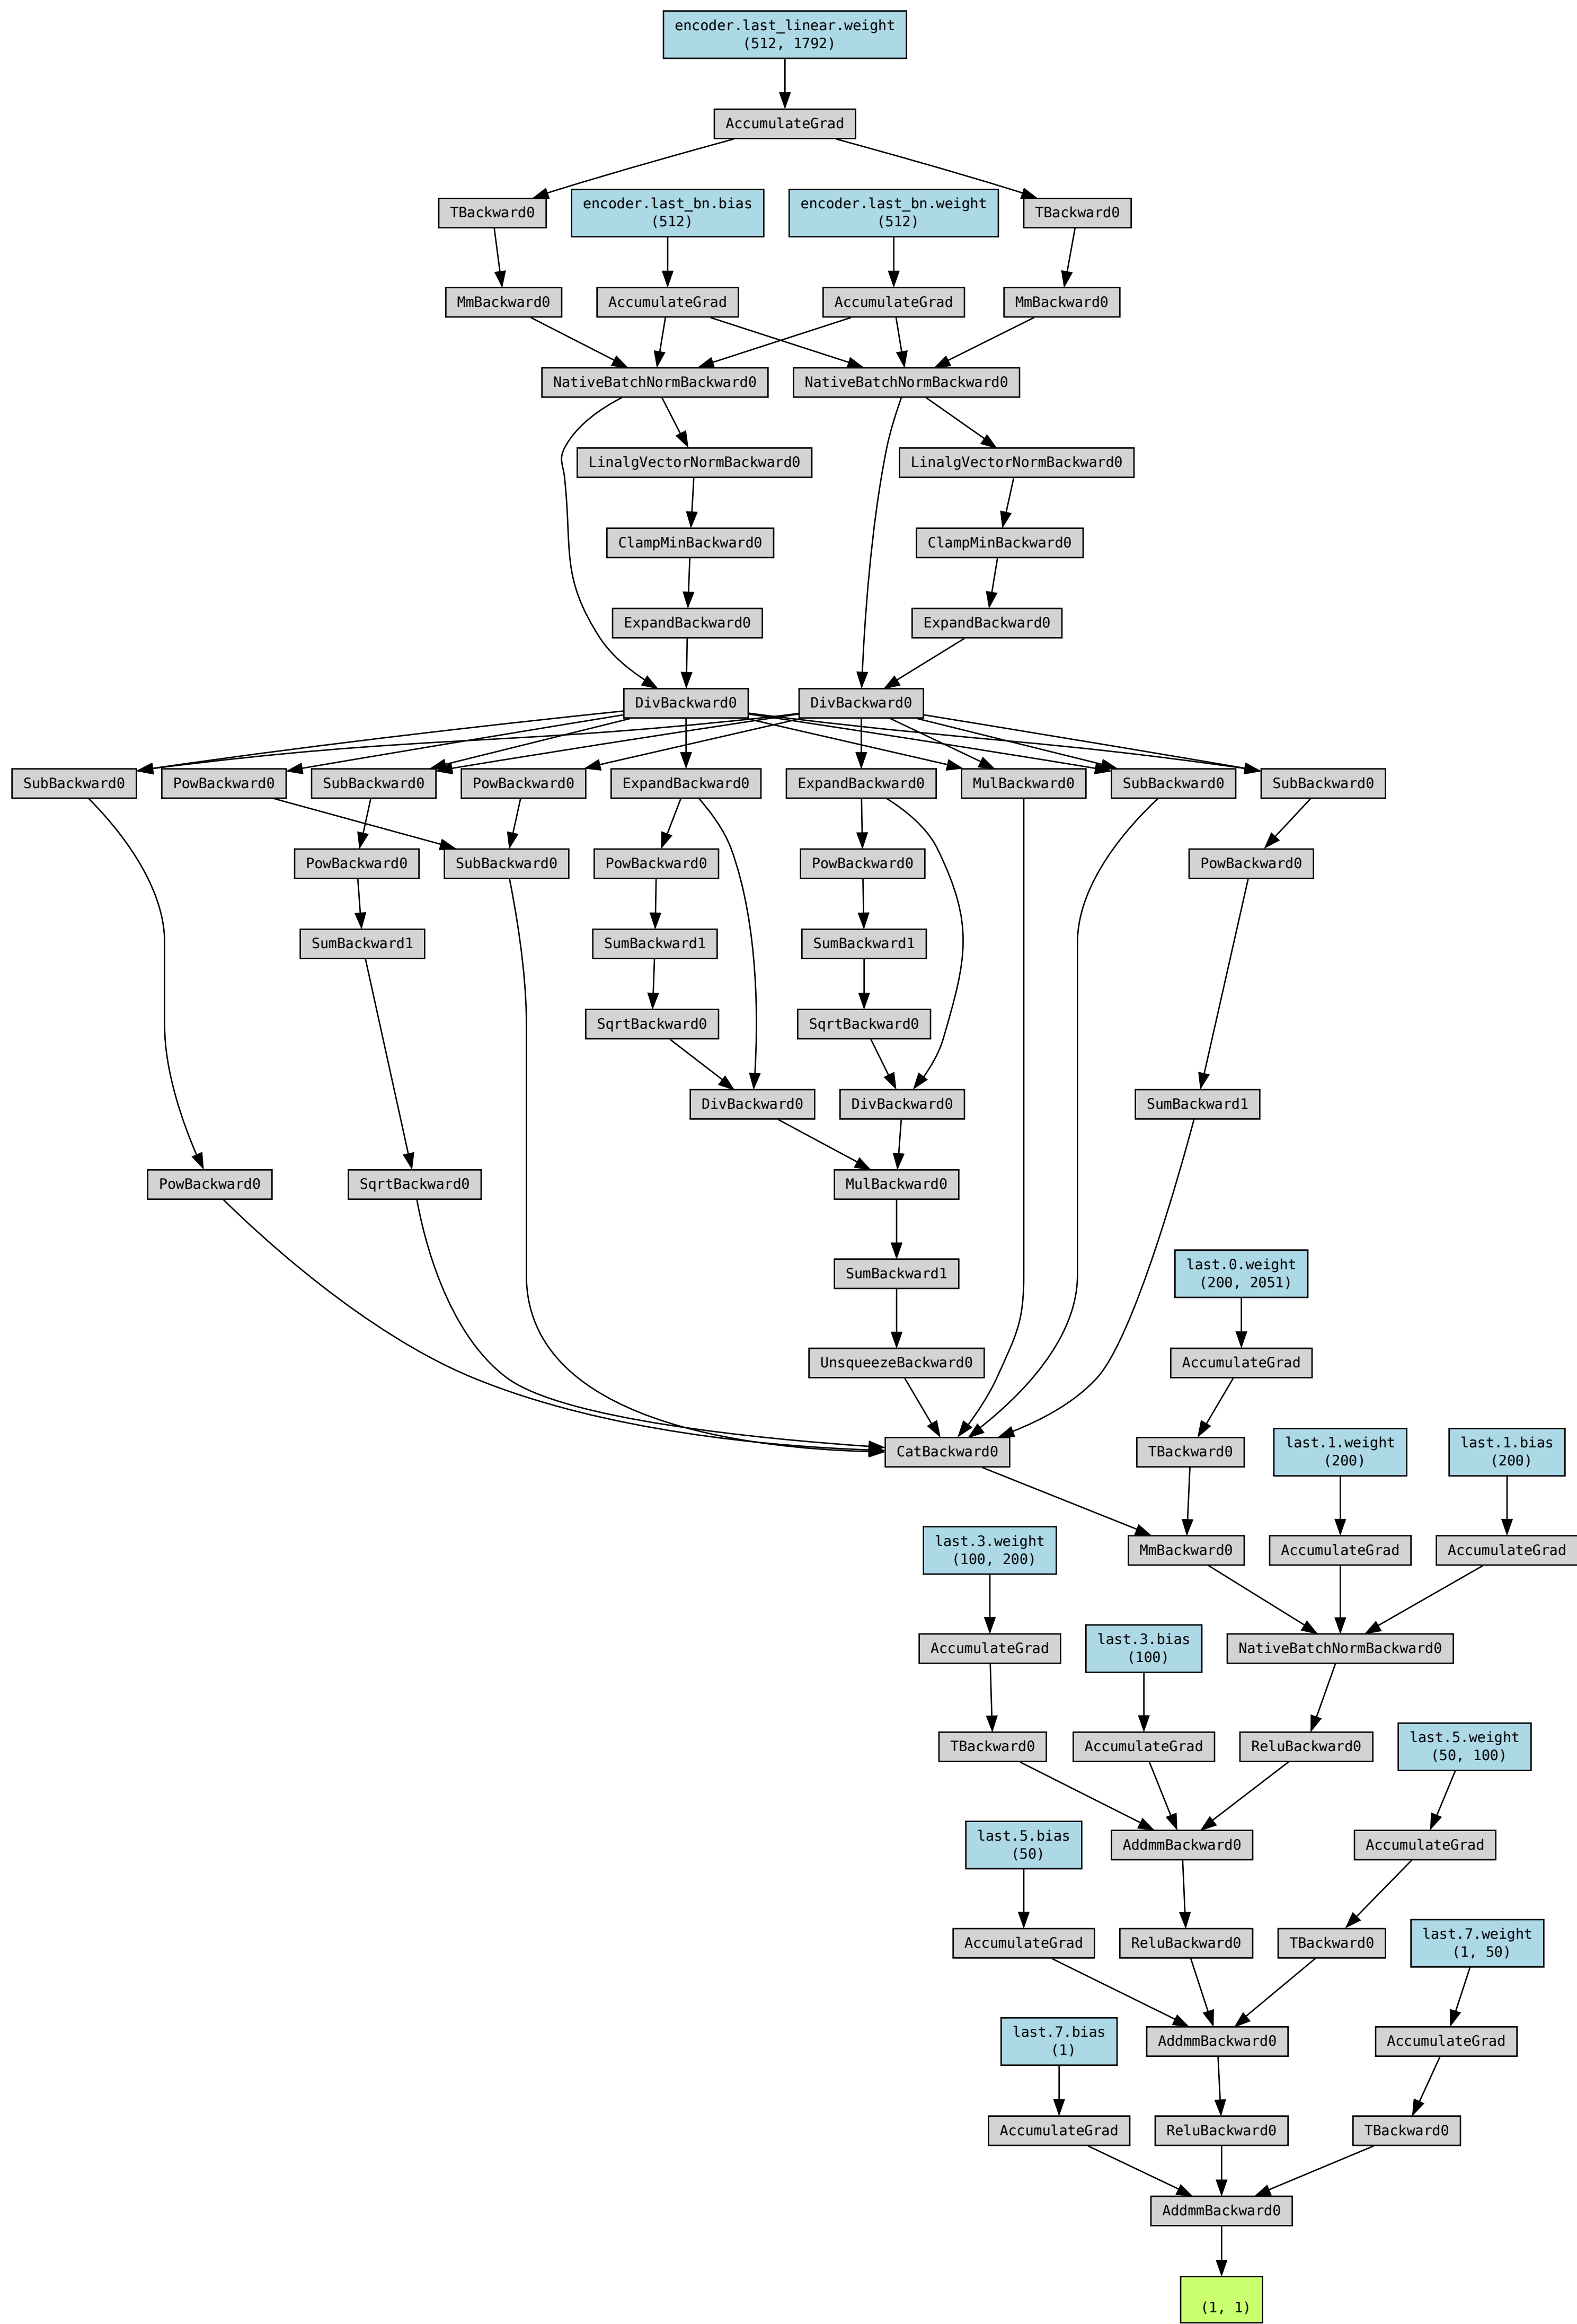 encoder.last_linear.weight
(512, 1792)
AccumulateGrad
TBackward0
encoder.last_bn.bias
(512)
encoder.last_bn.weight
(512)
TBackward0
MmBackward0
AccumulateGrad
AccumulateGrad
MmBackward0
NativeBatchNormBackward0
NativeBatchNormBackward0
LinalgVectorNormBackward0
LinalgVectorNormBackward0
ClampMinBackward0
ClampMinBackward0
ExpandBackward0
ExpandBackward0
DivBackward0
DivBackward0
SubBackward0
PowBackward0
SubBackward0
PowBackward0
ExpandBackward0
ExpandBackward0
MulBackward0
SubBackward0
SubBackward0
PowBackward0
SubBackward0
PowBackward0
PowBackward0
PowBackward0
SumBackward1
SumBackward1
SumBackward1
SqrtBackward0
SqrtBackward0
DivBackward0
DivBackward0
SumBackward1
PowBackward0
SqrtBackward0
MulBackward0
SumBackward1
last.0.weight
(200, 2051)
UnsqueezeBackward0
AccumulateGrad
CatBackward0
TBackward0
last.1.weight
(200)
last.1.bias
(200)
last.3.weight
(100, 200)
MmBackward0
AccumulateGrad
AccumulateGrad
AccumulateGrad
last.3.bias
(100)
NativeBatchNormBackward0
TBackward0
AccumulateGrad
ReluBackward0
last.5.weight
(50, 100)
last.5.bias
(50)
AddmmBackward0
AccumulateGrad
AccumulateGrad
ReluBackward0
TBackward0
last.7.weight
(1, 50)
last.7.bias
(1)
AddmmBackward0
AccumulateGrad
AccumulateGrad
ReluBackward0
TBackward0
AddmmBackward0
(1, 1)